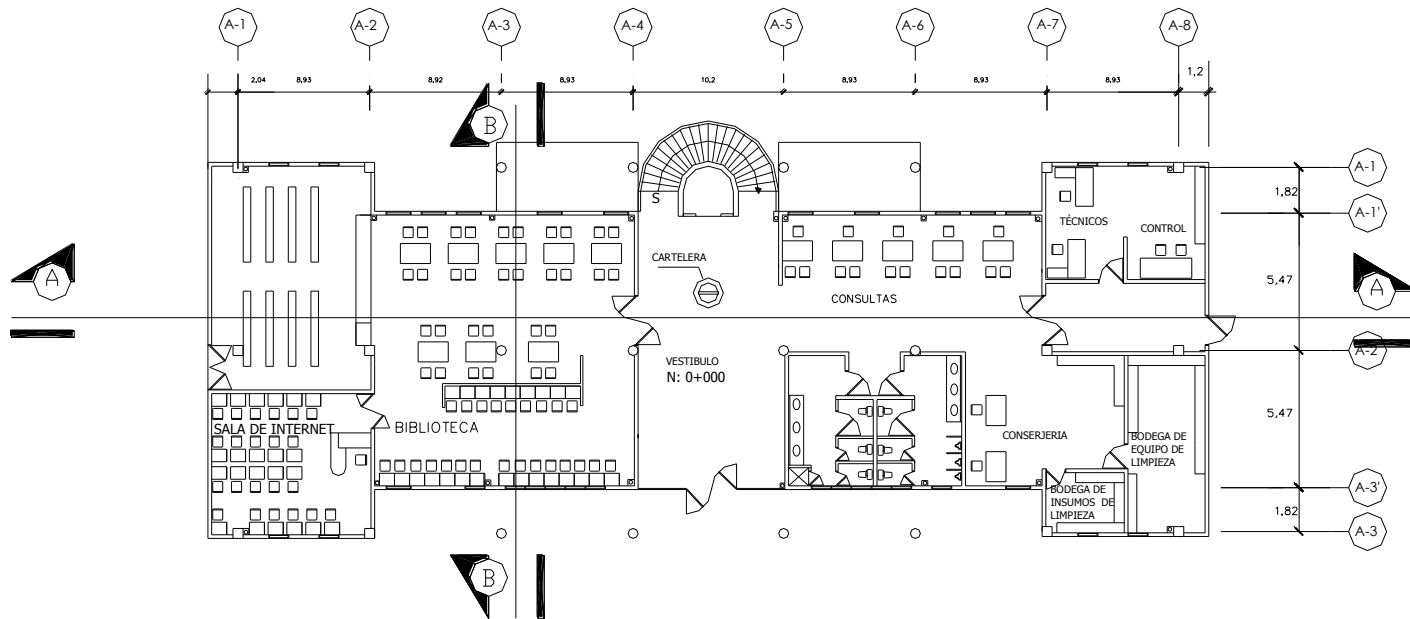 A-1 A-2 A-3 A-4 A-5 A-6 A-7 A-8
2,04 8,93 8,92 8,93 10,2 8,93 8,93 8,93 1,2
B
A-1
1,82
S
A-1'
TÉCNICOS
CONTROL
CARTELERA
A
5,47
A
CONSULTAS
A-2
VESTIBULO
N: 0+000
SALA DE INTERNET
BIBLIOTECA
5,47
CONSERJERIA
BODEGA DE
EQUIPO DE
LIMPIEZA
BODEGA DE
INSUMOS DE
LIMPIEZA
A-3'
1,82
A-3
B